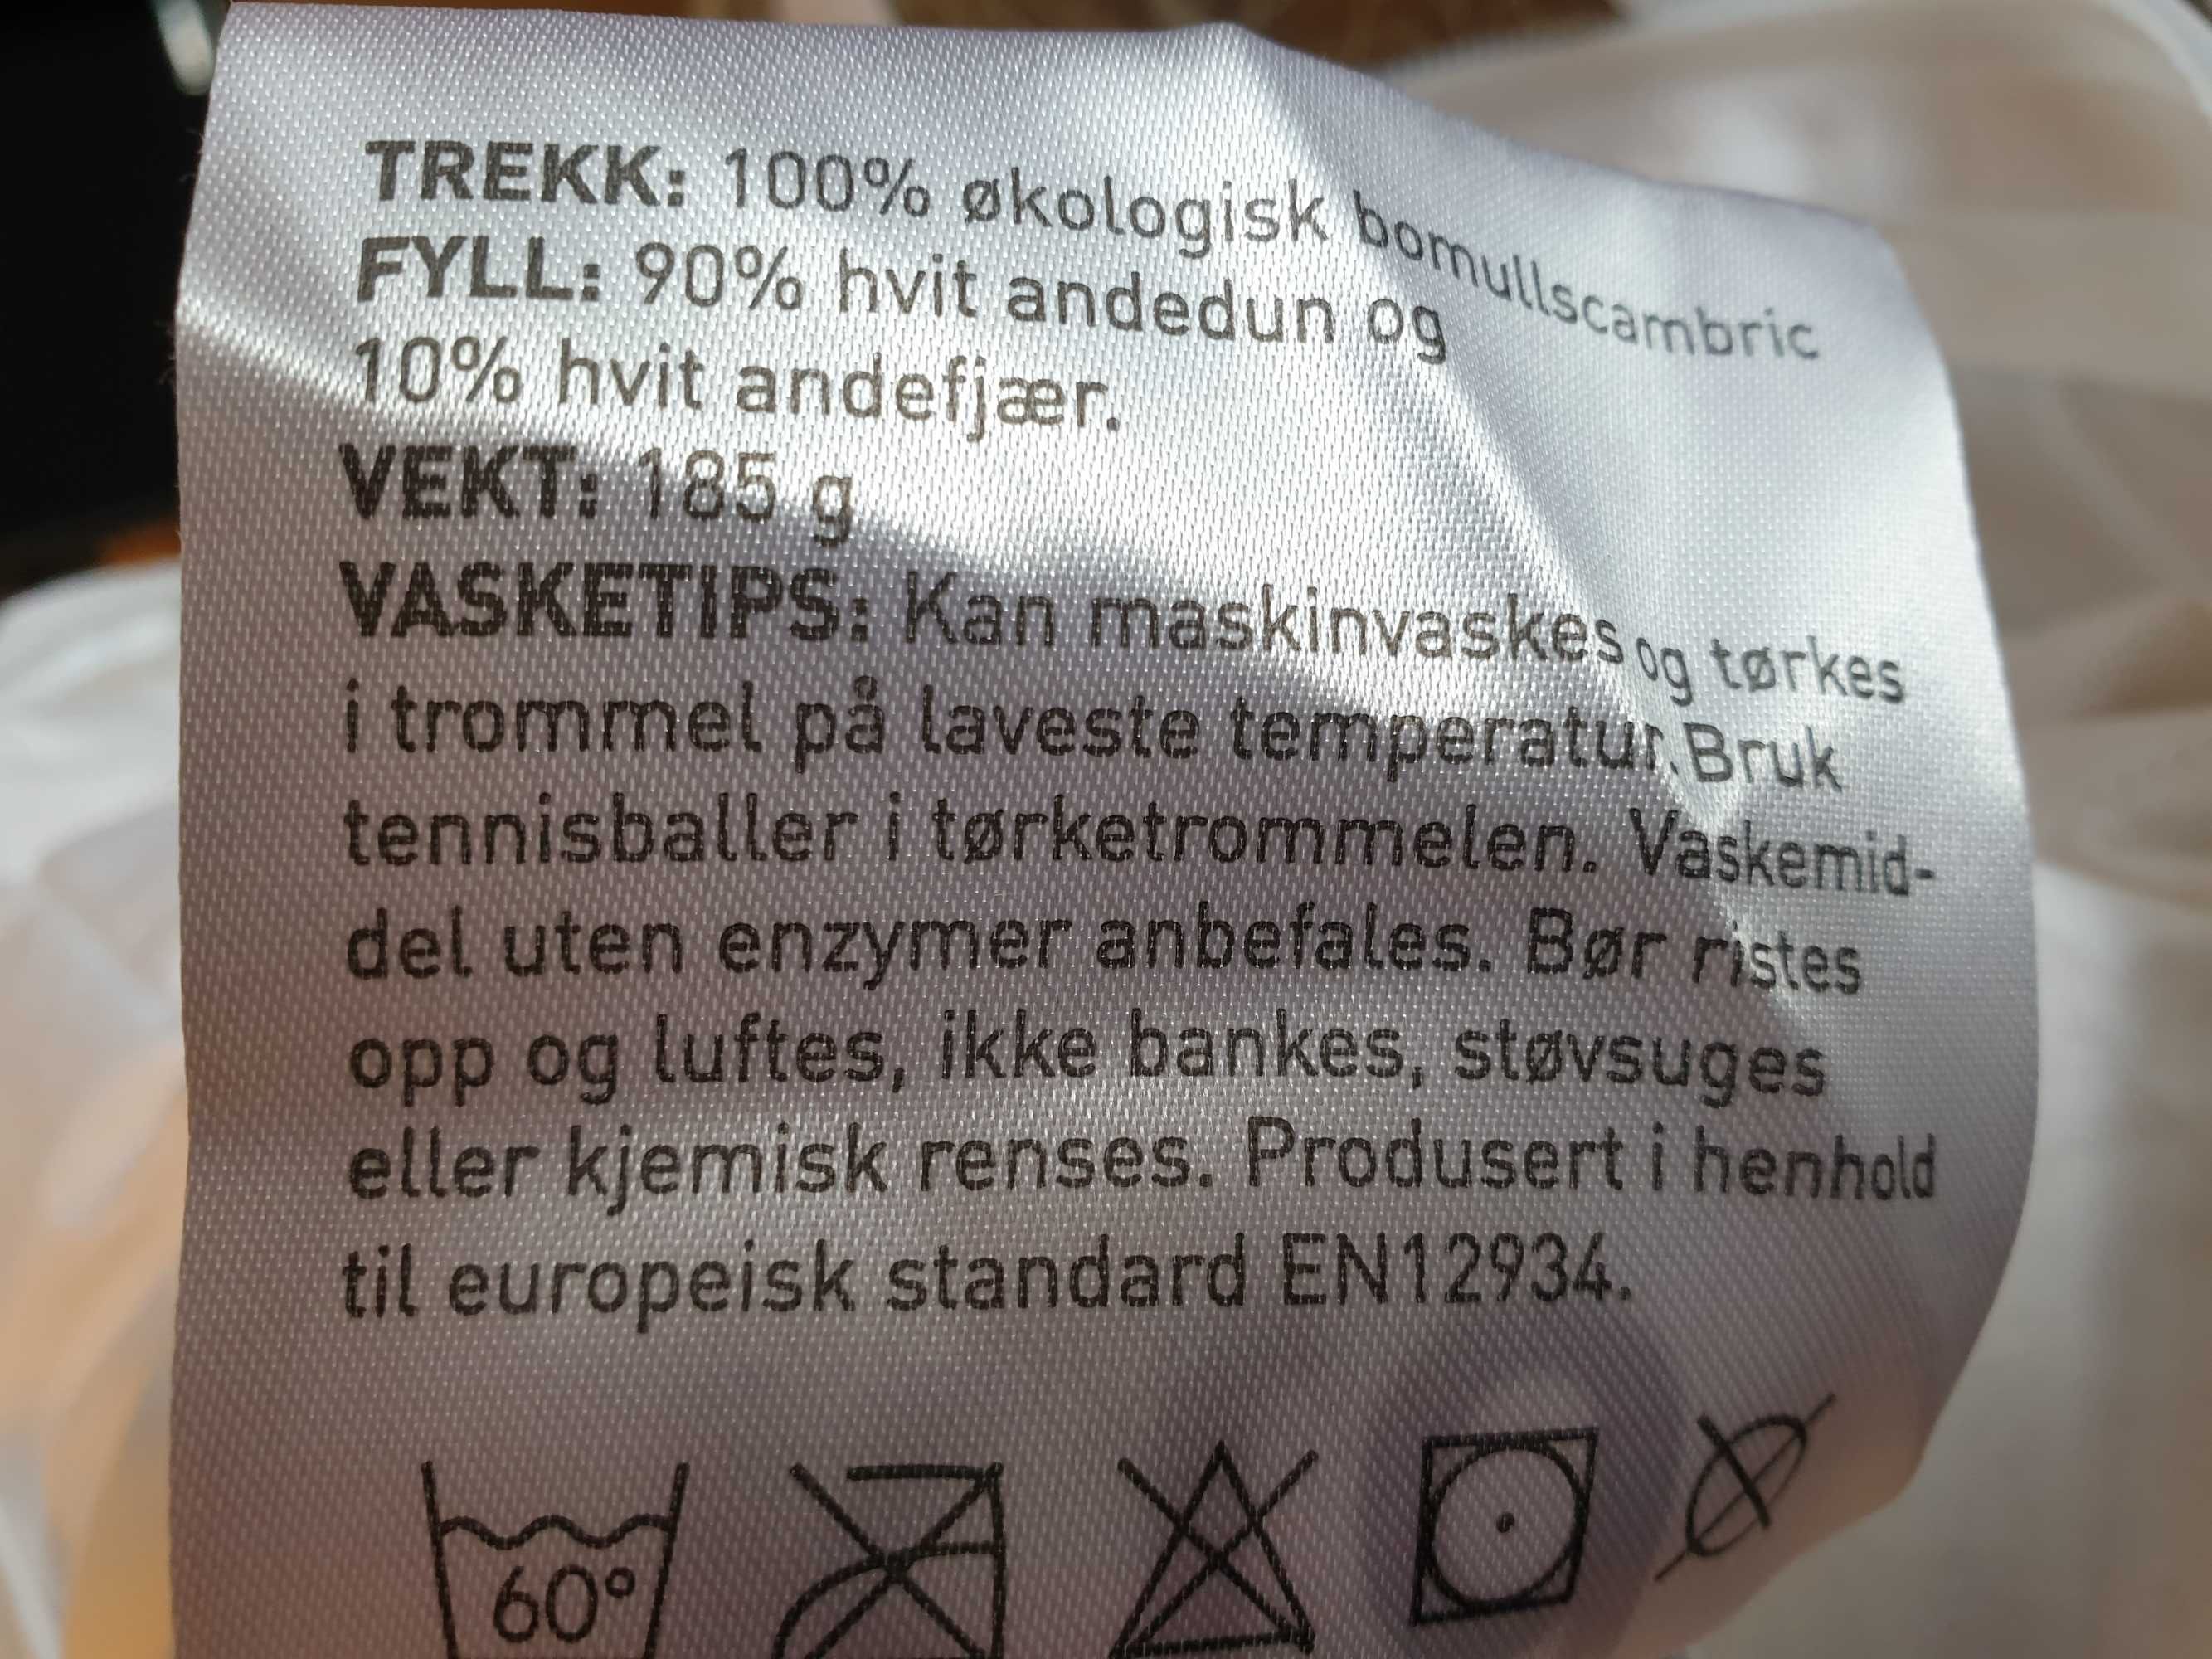 TREKK: 100% økologisk bomullscambric
FYLL: 90% hvit andedun og
10% hvit andefjær.
VEKT: 185 g
VASKETIPS: Kan maskinvaskes og tørkes
i trommel på laveste temperatur. Bruk
tennisballer i tørketrommelen. Vaskemid-
del uten enzymer anbefales. Bør ristes
opp og luftes, ikke bankes, støvsuges
eller kjemisk renses. Produsert i henhold
til europeisk standard EN12934.
60°